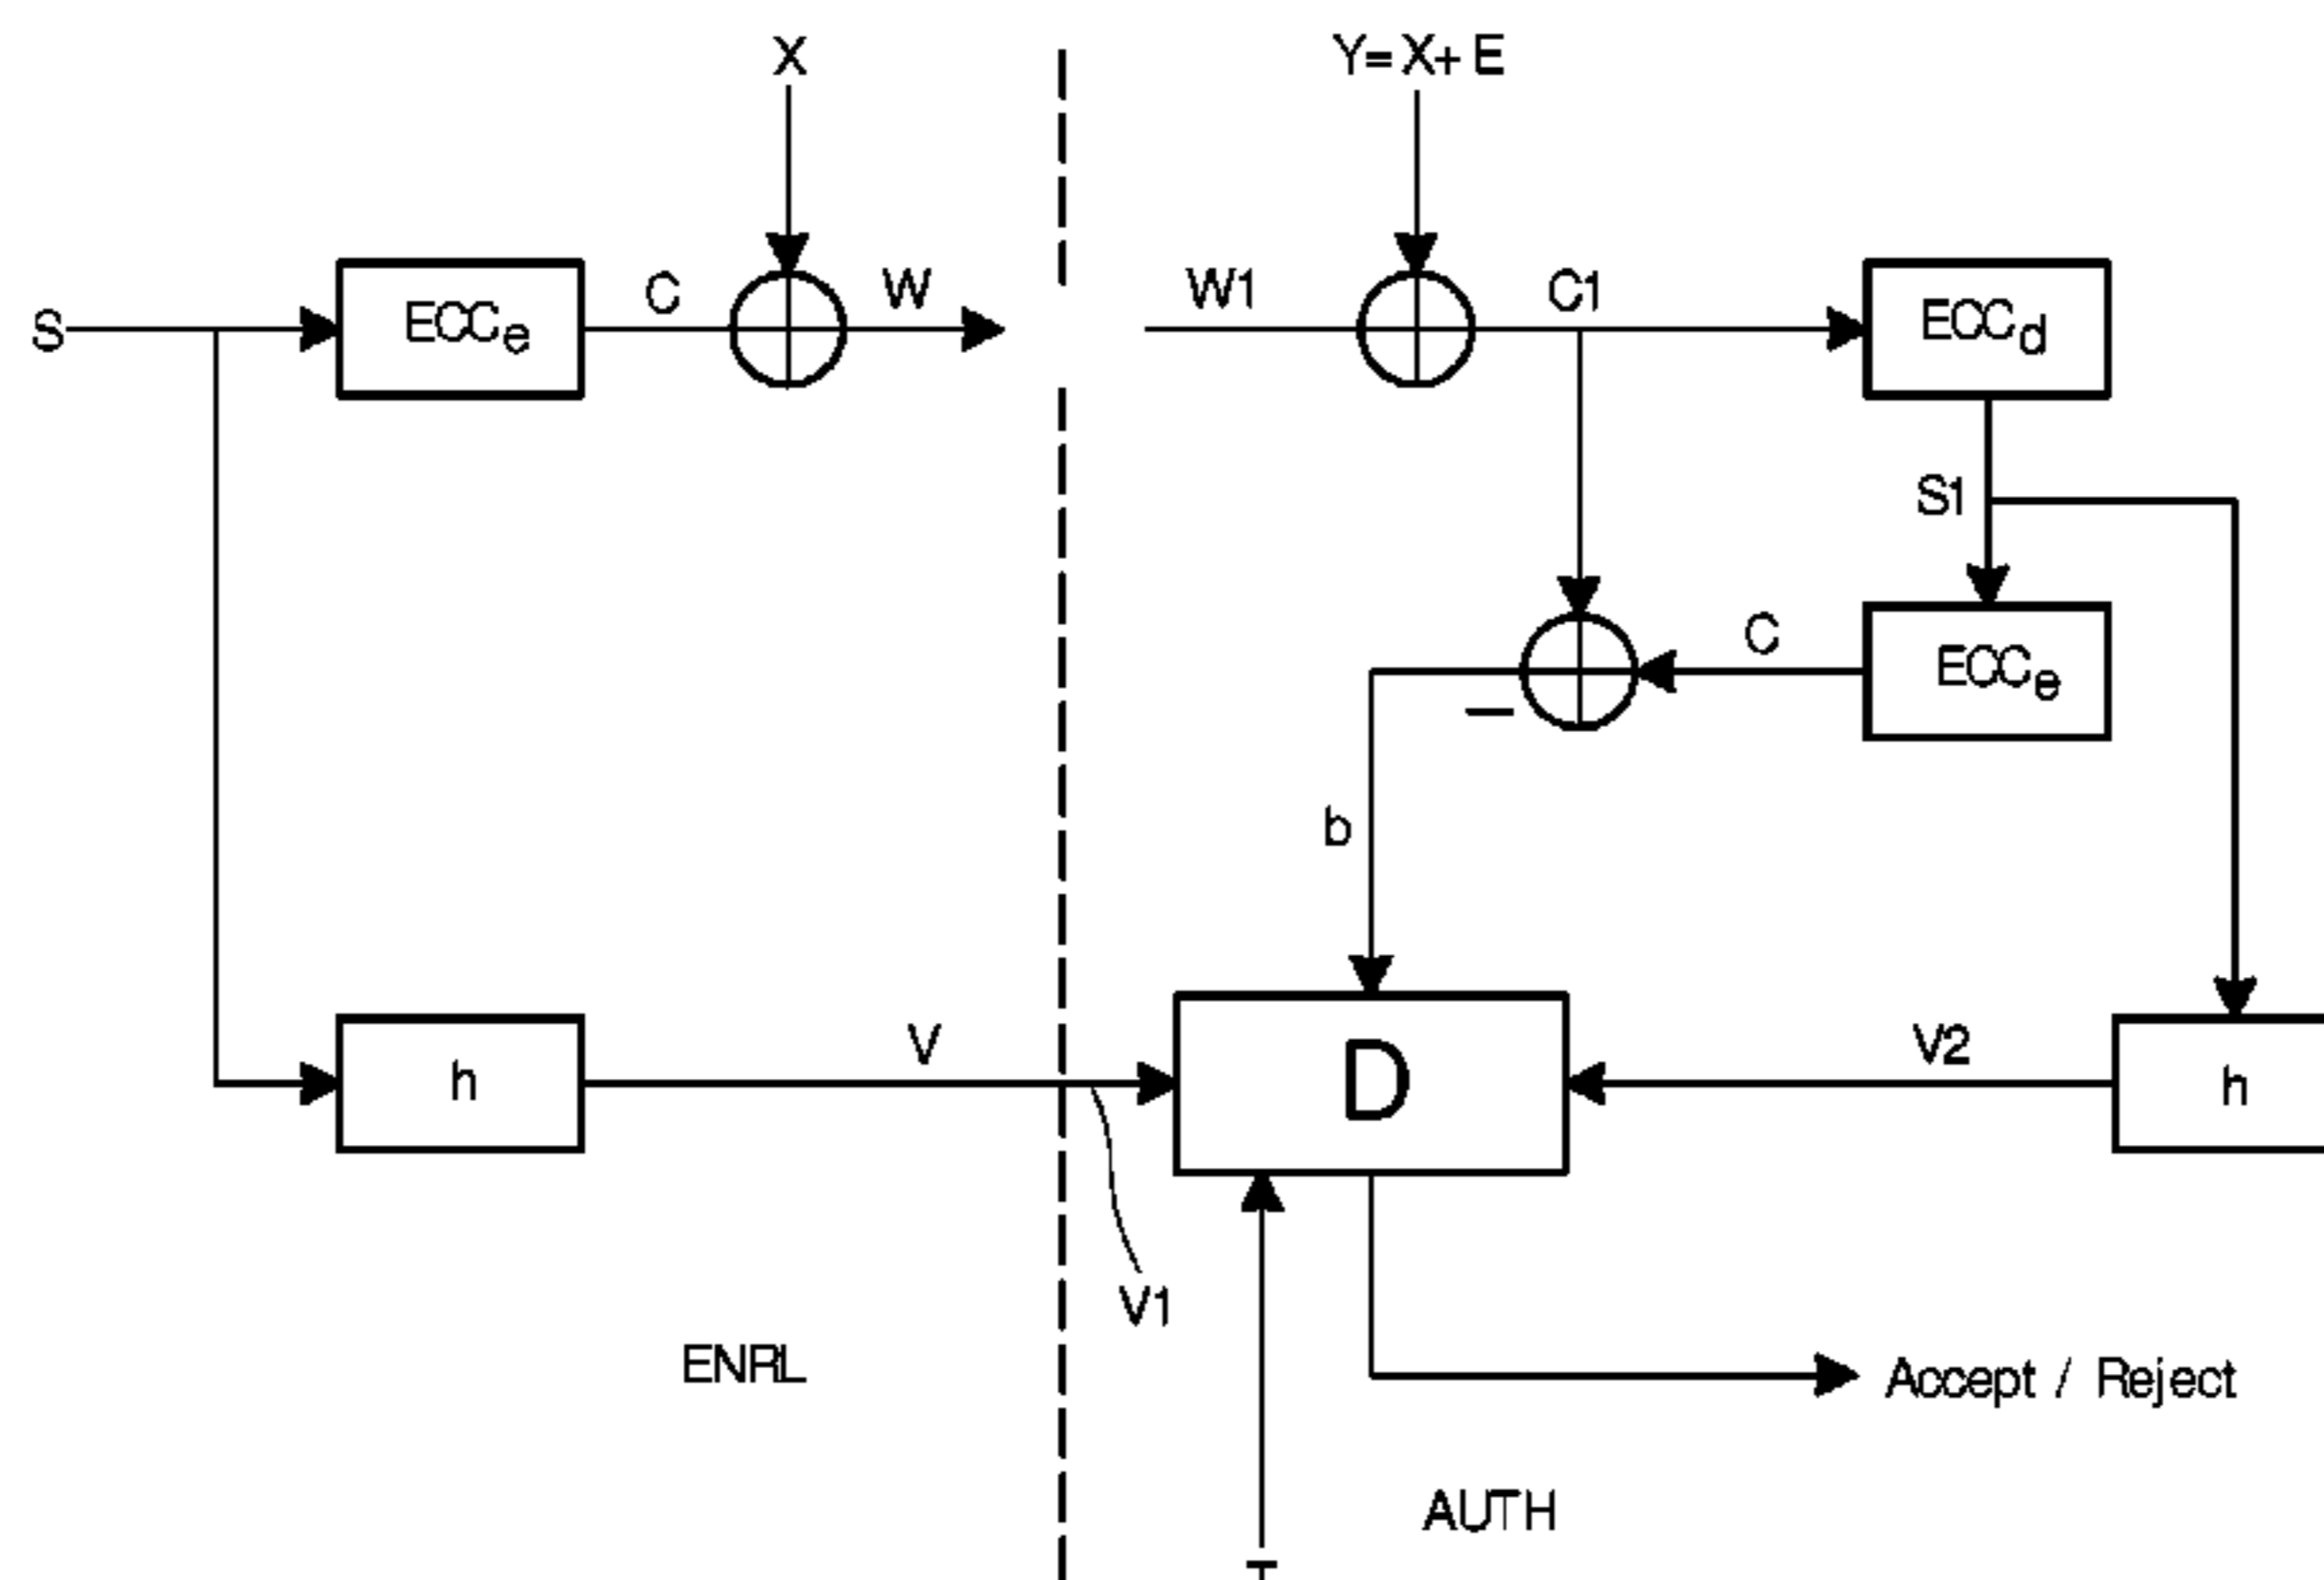 X
Y=X+E
S
ECCe
C
W
W1
C1
ECCd
S1
C
ECCe
–
b
V
D
V2
h
h
V1
ENRL
Accept / Reject
AUTH